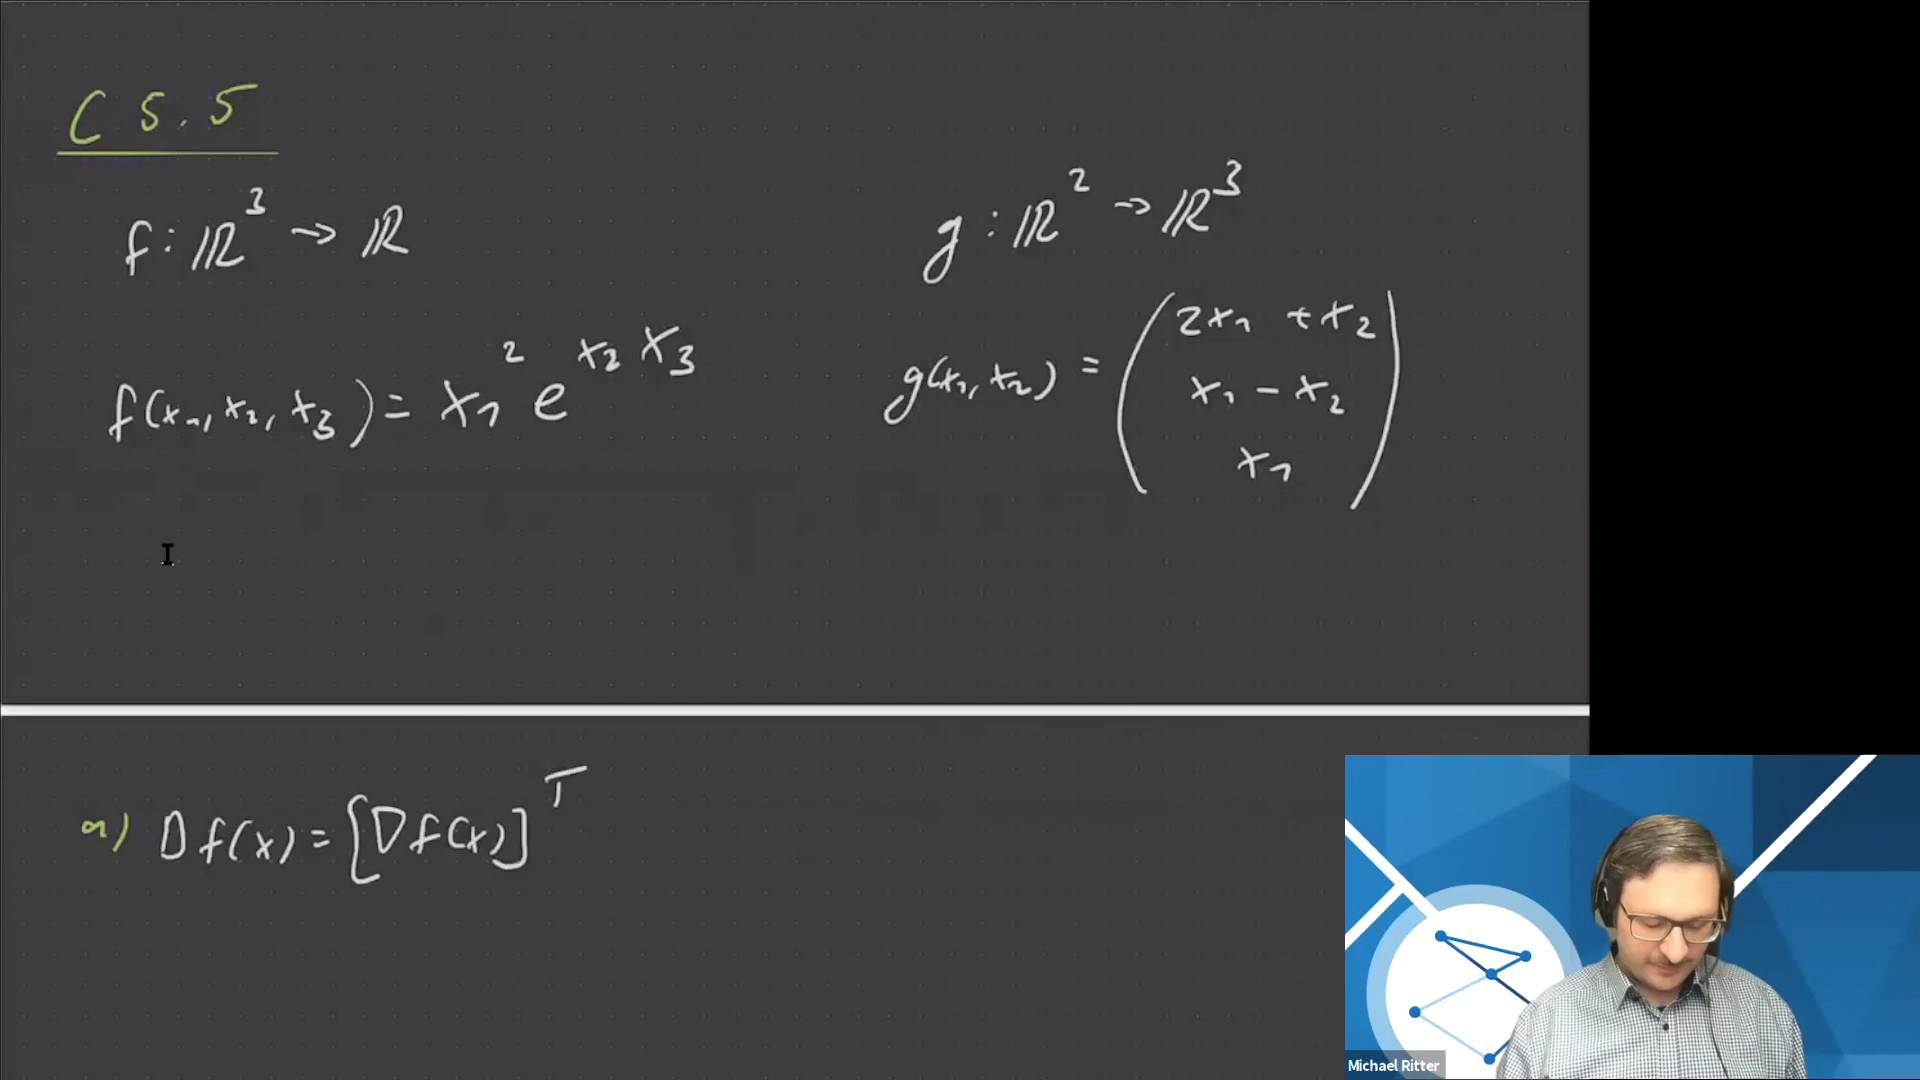 C 5.5
f: ℝ³ → ℝ
g: ℝ² → ℝ³
f(x₁, x₂, x₃) = x₁² e^{x₂ x₃}
g(x₁, x₂) = ( 2x₁ + x₂
x₁ − x₂
x₁ )
a) Df(x) = [∇f(x)]ᵀ
Michael Ritter